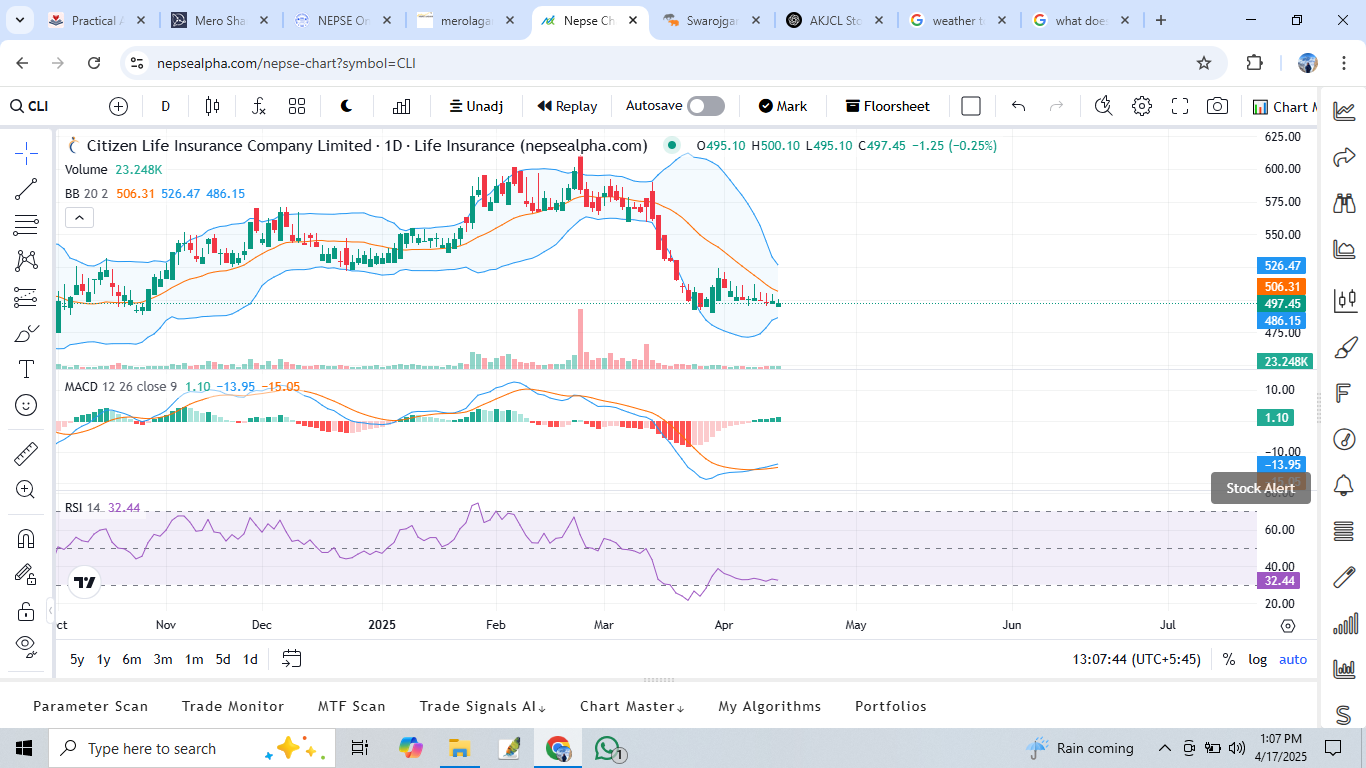 Practical A
Mero Sha
NEPSE On
merolaga
Nepse Ch
Swarojgar
AKJCL Sto
weather t
what does
nepsealpha.com/nepse-chart?symbol=CLI
CLI
D
Unadj
Replay
Autosave
Mark
Floorsheet
Chart M
Citizen Life Insurance Company Limited · 1D · Life Insurance (nepsealpha.com)
O495.10 H500.10 L495.10 C497.45 −1.25 (−0.25%)
Volume 23.248K
BB 20 2 506.31 526.47 486.15
625.00
600.00
575.00
550.00
526.47
506.31
497.45
486.15
475.00
23.248K
MACD 12 26 close 9 1.10 −13.95 −15.05
10.00
1.10
−10.00
−13.95
Stock Alert
RSI 14 32.44
60.00
40.00
32.44
20.00
Nov Dec 2025 Feb Mar Apr May Jun Jul
5y 1y 6m 3m 1m 5d 1d
13:07:44 (UTC+5:45) % log auto
Parameter Scan Trade Monitor MTF Scan Trade Signals AI↓ Chart Master↓ My Algorithms Portfolios
Type here to search
1
Rain coming
1:07 PM
4/17/2025